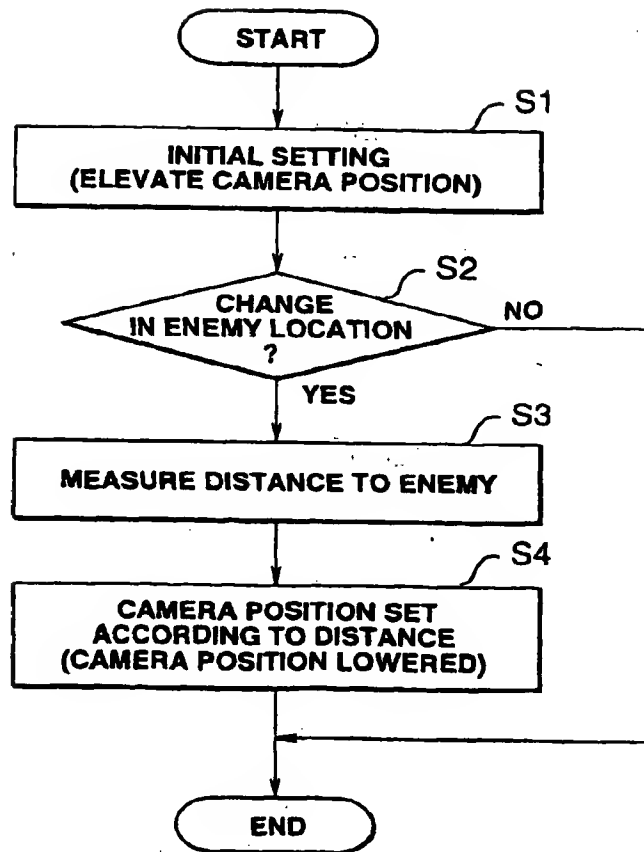 START
S1
INITIAL SETTING
(ELEVATE CAMERA POSITION)
S2
CHANGE
IN ENEMY LOCATION
?
NO
YES
S3
MEASURE DISTANCE TO ENEMY
S4
CAMERA POSITION SET
ACCORDING TO DISTANCE
(CAMERA POSITION LOWERED)
END